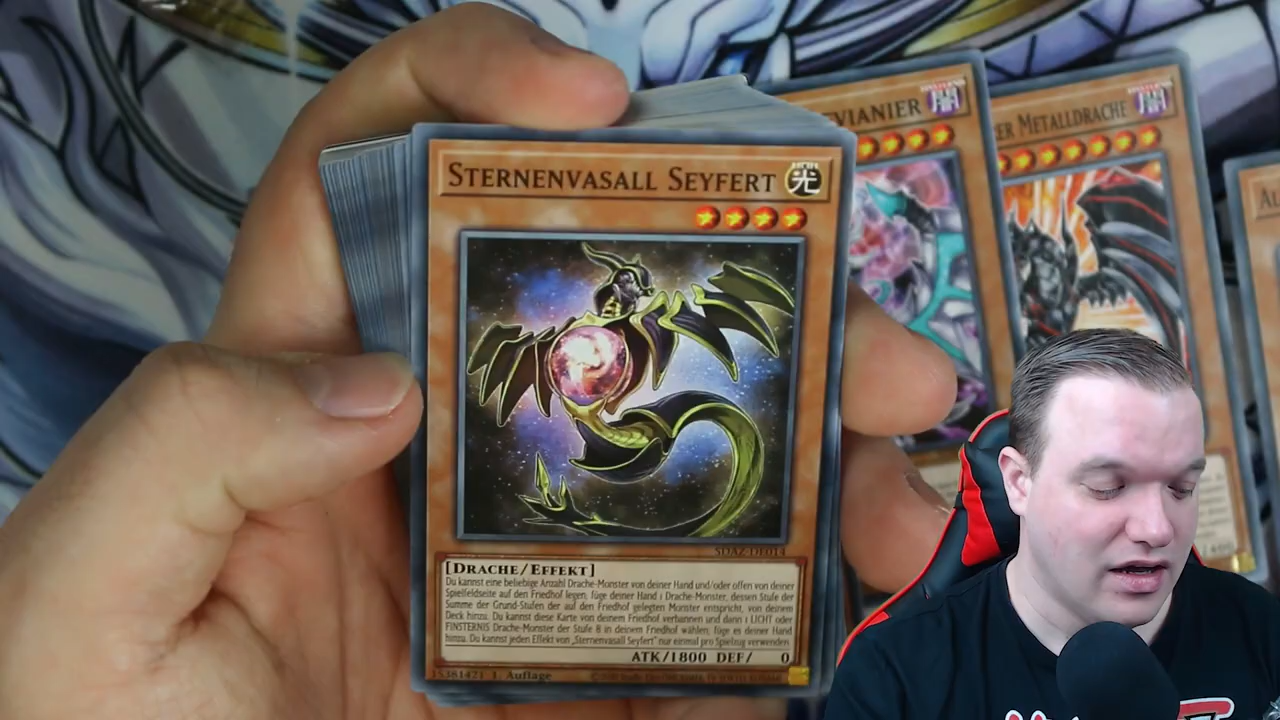 STERNENVASALL SEYFERT
光
SDAZ-DE014
[DRACHE/EFFEKT]
Du kannst eine beliebige Anzahl Drache-Monster von deiner Hand und/oder offen von deiner
Spielfeldseite auf den Friedhof legen; füge deiner Hand 1 Drache-Monster, dessen Stufe der
Summe der Grund-Stufen der auf den Friedhof gelegten Monster entspricht, von deinem
Deck hinzu. Du kannst diese Karte von deinem Friedhof verbannen und dann 1 LICHT oder
FINSTERNIS Drache-Monster der Stufe 8 in deinem Friedhof wählen; füge es deiner Hand
hinzu. Du kannst jeden Effekt von „Sternenvasall Seyfert" nur einmal pro Spielzug verwenden.
ATK/1800 DEF/ 0
15381421 1. Auflage
EVIANIER
ER METALLDRACHE